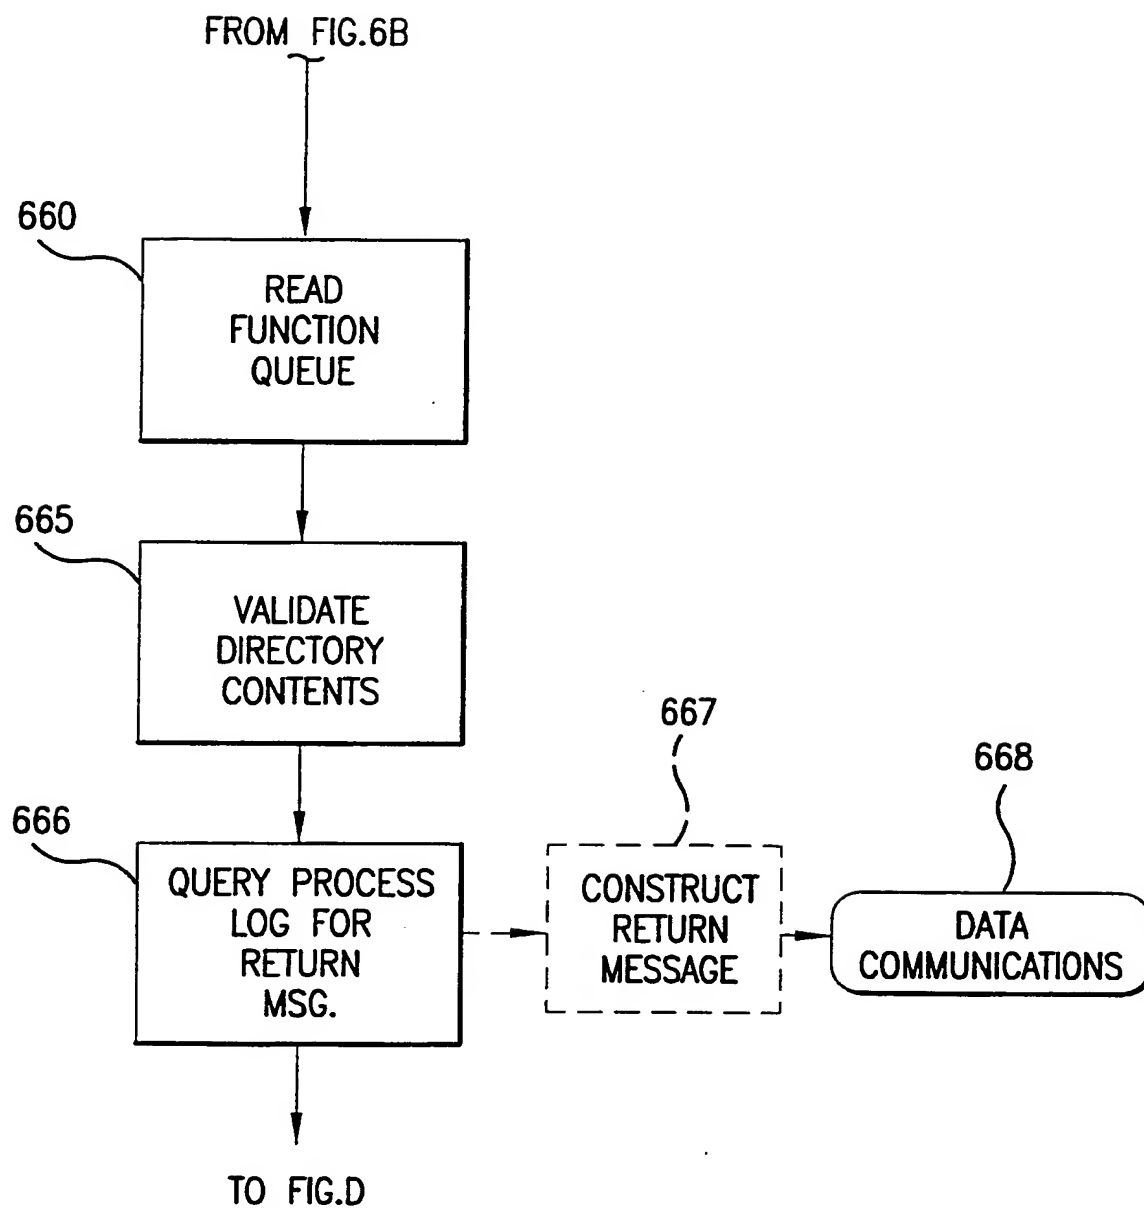 FROM FIG.6B
660
READ
FUNCTION
QUEUE
665
VALIDATE
DIRECTORY
CONTENTS
666
QUERY PROCESS
LOG FOR
RETURN
MSG.
667
CONSTRUCT
RETURN
MESSAGE
668
DATA
COMMUNICATIONS
TO FIG.D